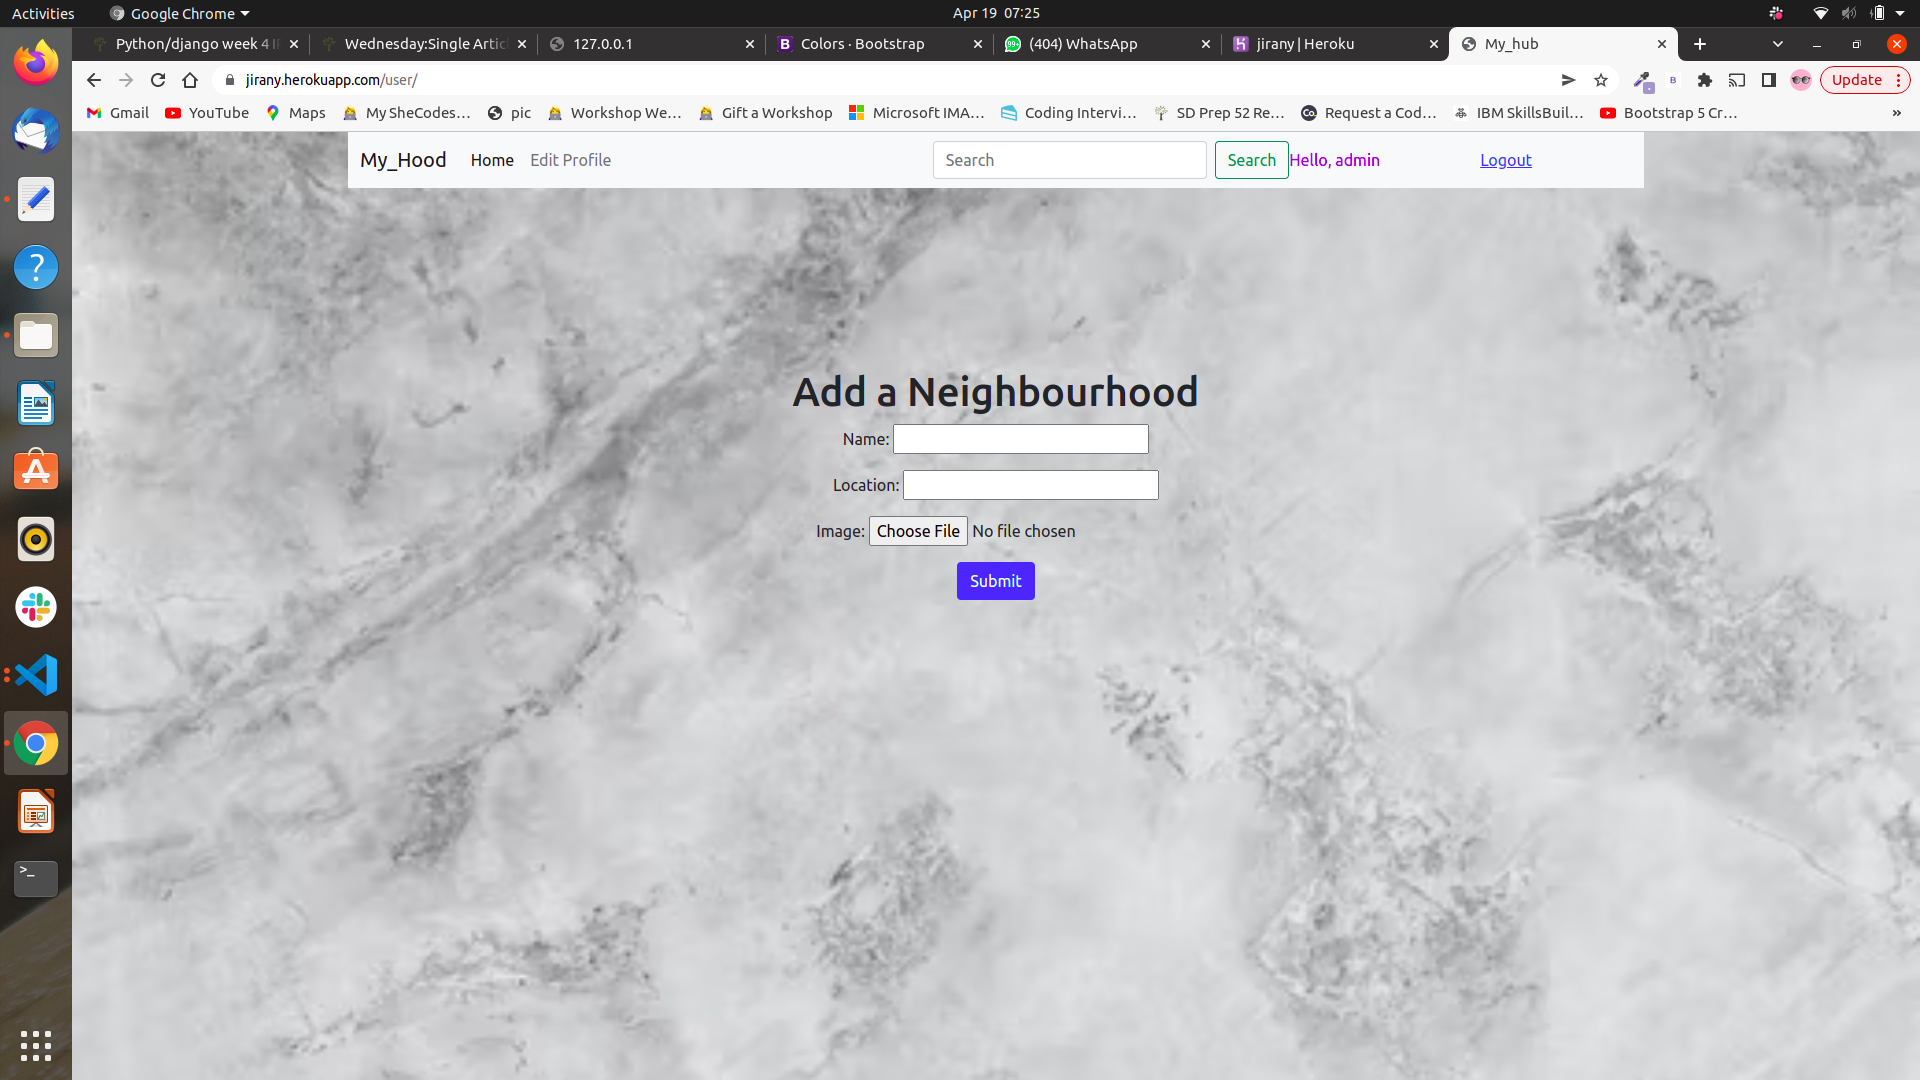 Activities
Google Chrome
Apr 19 07:25
Python/django week 4 I
Wednesday:Single Artic
127.0.0.1
B
Colors · Bootstrap
99+
(404) WhatsApp
jirany | Heroku
My_hub
jirany.herokuapp.com/user/
B
Update
Gmail
YouTube
Maps
My SheCodes...
pic
Workshop We...
Gift a Workshop
Microsoft IMA...
Coding Intervi...
SD Prep 52 Re...
Co
Request a Cod...
IBM SkillsBuil...
Bootstrap 5 Cr...
»
My_Hood
Home
Edit Profile
Search
Search
Hello, admin
Logout
Add a Neighbourhood
Name:
Location:
Image: Choose File No file chosen
Submit